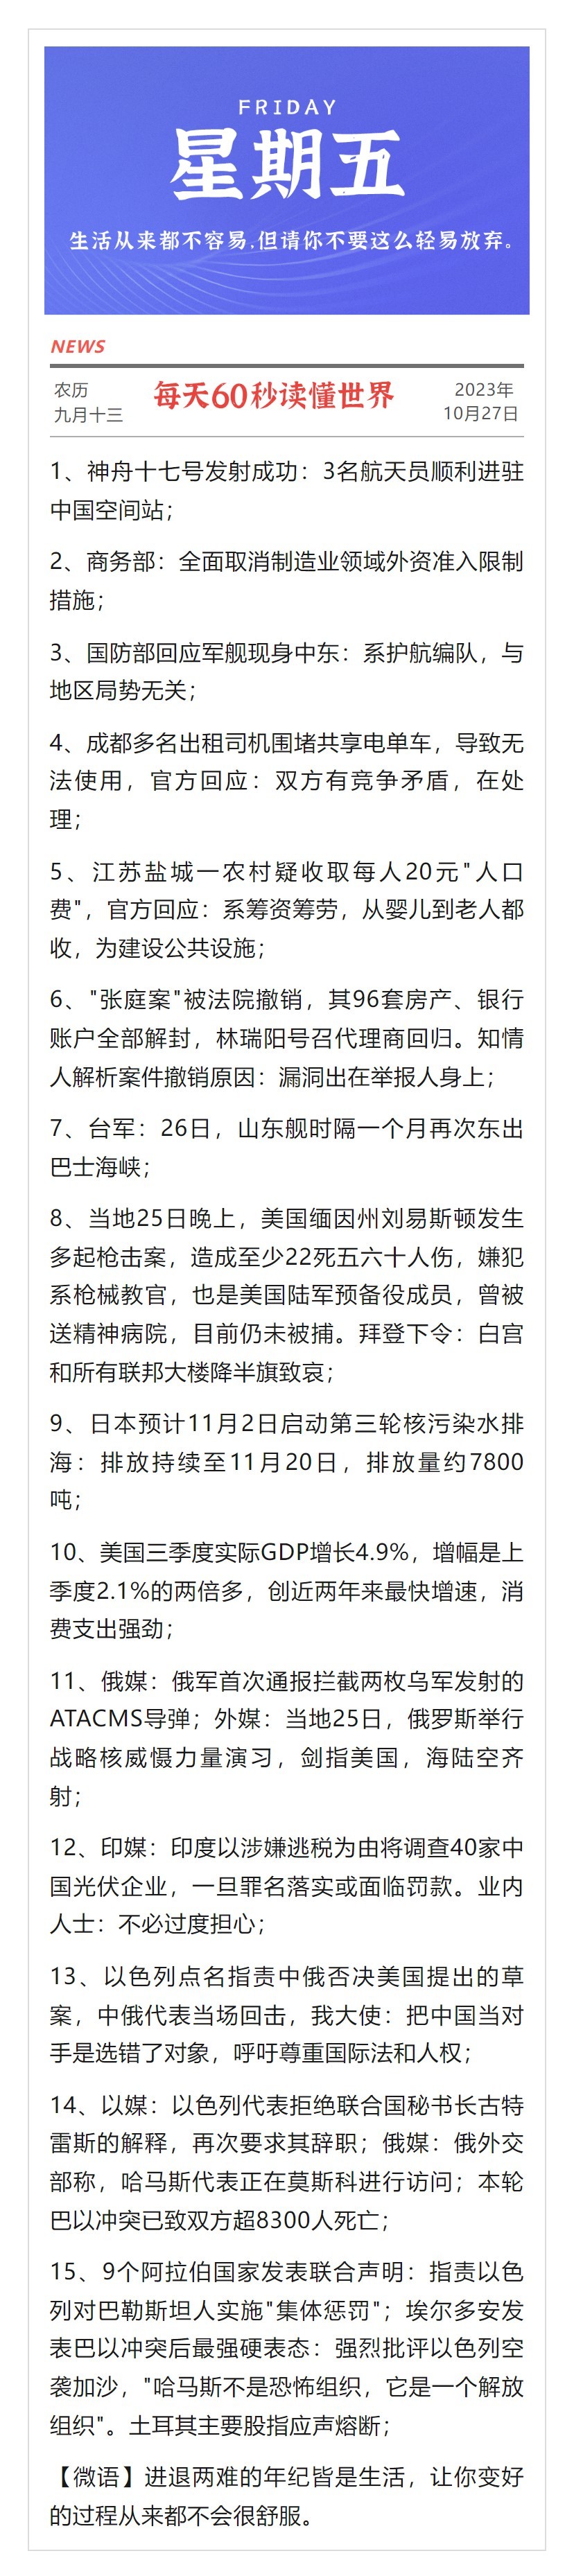 FRIDAY
星期五
生活从来都不容易,但请你不要这么轻易放弃。
NEWS
农历
九月十三
每天60秒读懂世界
2023年
10月27日
1、神舟十七号发射成功：3名航天员顺利进驻
中国空间站；
2、商务部：全面取消制造业领域外资准入限制
措施；
3、国防部回应军舰现身中东：系护航编队，与
地区局势无关；
4、成都多名出租司机围堵共享电单车，导致无
法使用，官方回应：双方有竞争矛盾，在处
理；
5、江苏盐城一农村疑收取每人20元"人口
费"，官方回应：系筹资筹劳，从婴儿到老人都
收，为建设公共设施；
6、"张庭案"被法院撤销，其96套房产、银行
账户全部解封，林瑞阳号召代理商回归。知情
人解析案件撤销原因：漏洞出在举报人身上；
7、台军：26日，山东舰时隔一个月再次东出
巴士海峡；
8、当地25日晚上，美国缅因州刘易斯顿发生
多起枪击案，造成至少22死五六十人伤，嫌犯
系枪械教官，也是美国陆军预备役成员，曾被
送精神病院，目前仍未被捕。拜登下令：白宫
和所有联邦大楼降半旗致哀；
9、日本预计11月2日启动第三轮核污染水排
海：排放持续至11月20日，排放量约7800
吨；
10、美国三季度实际GDP增长4.9%，增幅是上
季度2.1%的两倍多，创近两年来最快增速，消
费支出强劲；
11、俄媒：俄军首次通报拦截两枚乌军发射的
ATACMS导弹；外媒：当地25日，俄罗斯举行
战略核威慑力量演习，剑指美国，海陆空齐
射；
12、印媒：印度以涉嫌逃税为由将调查40家中
国光伏企业，一旦罪名落实或面临罚款。业内
人士：不必过度担心；
13、以色列点名指责中俄否决美国提出的草
案，中俄代表当场回击，我大使：把中国当对
手是选错了对象，呼吁尊重国际法和人权；
14、以媒：以色列代表拒绝联合国秘书长古特
雷斯的解释，再次要求其辞职；俄媒：俄外交
部称，哈马斯代表正在莫斯科进行访问；本轮
巴以冲突已致双方超8300人死亡；
15、9个阿拉伯国家发表联合声明：指责以色
列对巴勒斯坦人实施"集体惩罚"；埃尔多安发
表巴以冲突后最强硬表态：强烈批评以色列空
袭加沙，"哈马斯不是恐怖组织，它是一个解放
组织"。土耳其主要股指应声熔断；
【微语】进退两难的年纪皆是生活，让你变好
的过程从来都不会很舒服。